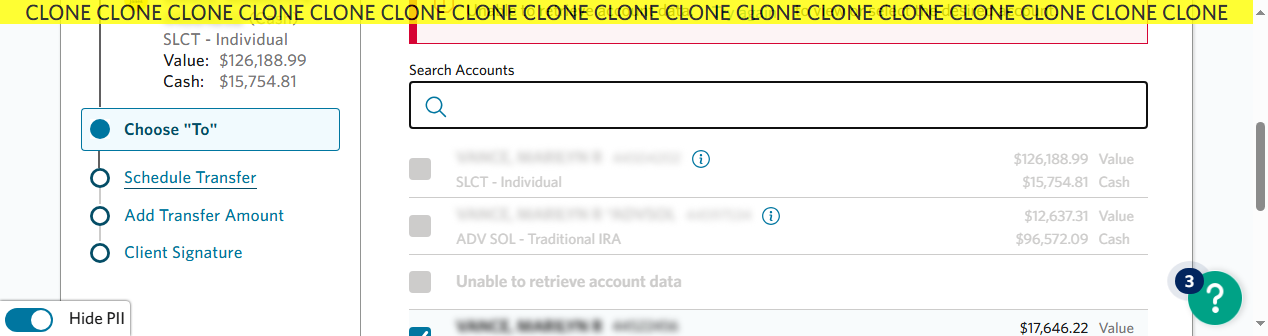 CLONE CLONE CLONE CLONE CLONE CLONE CLONE CLONE CLONE CLONE CLONE CLONE CLONE CLONE CLONE CLONE CLONE
SLCT - Individual
Value: $126,188.99
Cash: $15,754.81
Choose "To"
Schedule Transfer
Add Transfer Amount
Client Signature
Hide PII
Search Accounts
$126,188.99 Value
SLCT - Individual
$15,754.81 Cash
$12,637.31 Value
ADV SOL - Traditional IRA
$96,572.09 Cash
Unable to retrieve account data
$17,646.22 Value
3
?